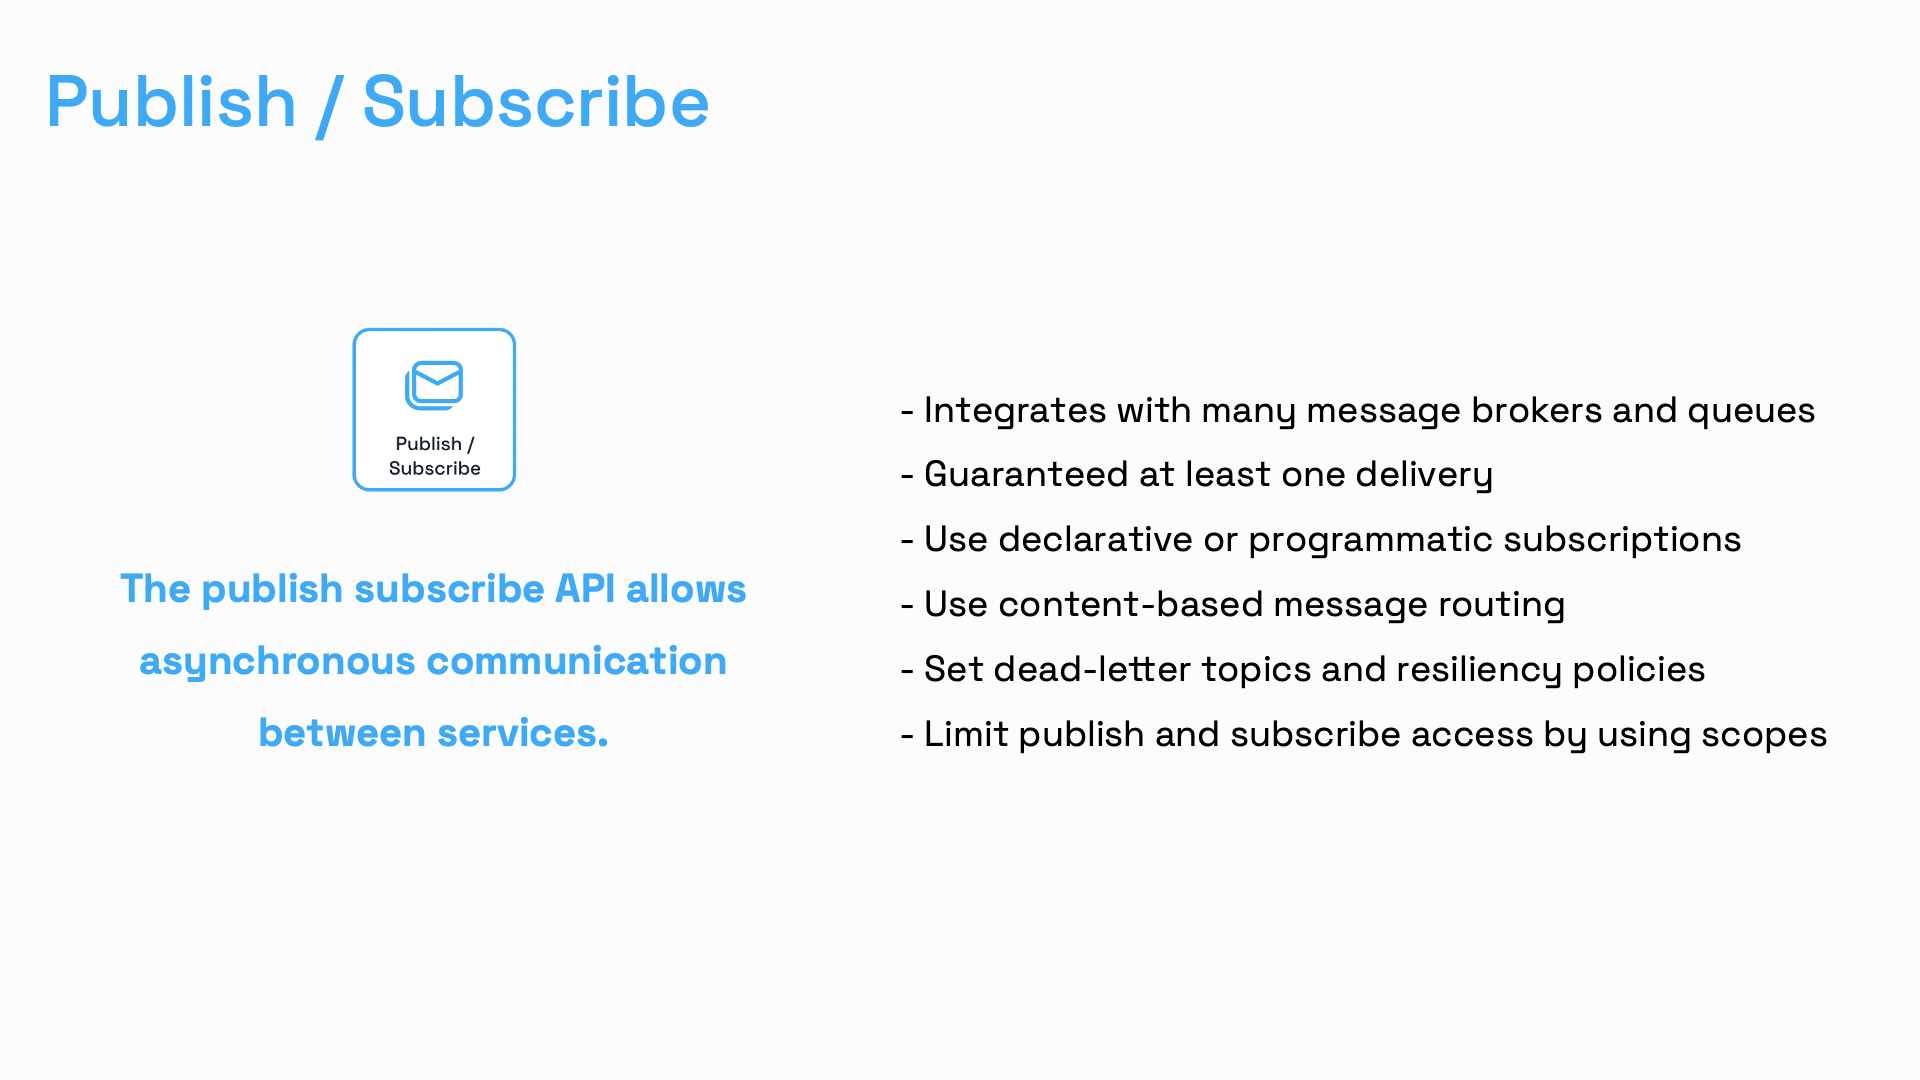 Publish / Subscribe
Publish /
Subscribe
The publish subscribe API allows
asynchronous communication
between services.
- Integrates with many message brokers and queues
- Guaranteed at least one delivery
- Use declarative or programmatic subscriptions
- Use content-based message routing
- Set dead-letter topics and resiliency policies
- Limit publish and subscribe access by using scopes